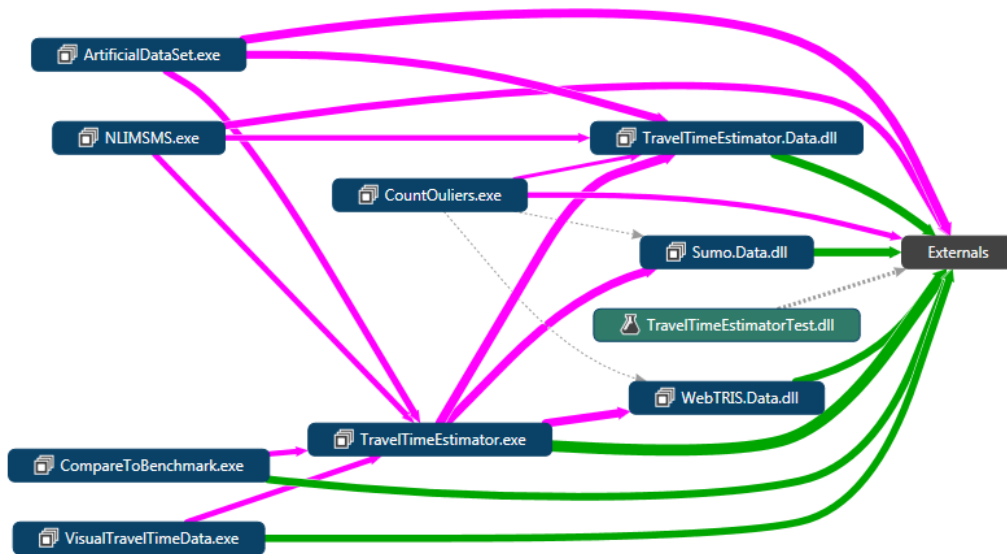 ArtificialDataSet.exe
NLIMSMS.exe
TravelTimeEstimator.Data.dll
CountOuliers.exe
Sumo.Data.dll
Externals
TravelTimeEstimatorTest.dll
WebTRIS.Data.dll
TravelTimeEstimator.exe
CompareToBenchmark.exe
VisualTravelTimeData.exe